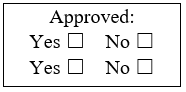 Approved:
Yes ☐ No ☐
Yes ☐ No ☐